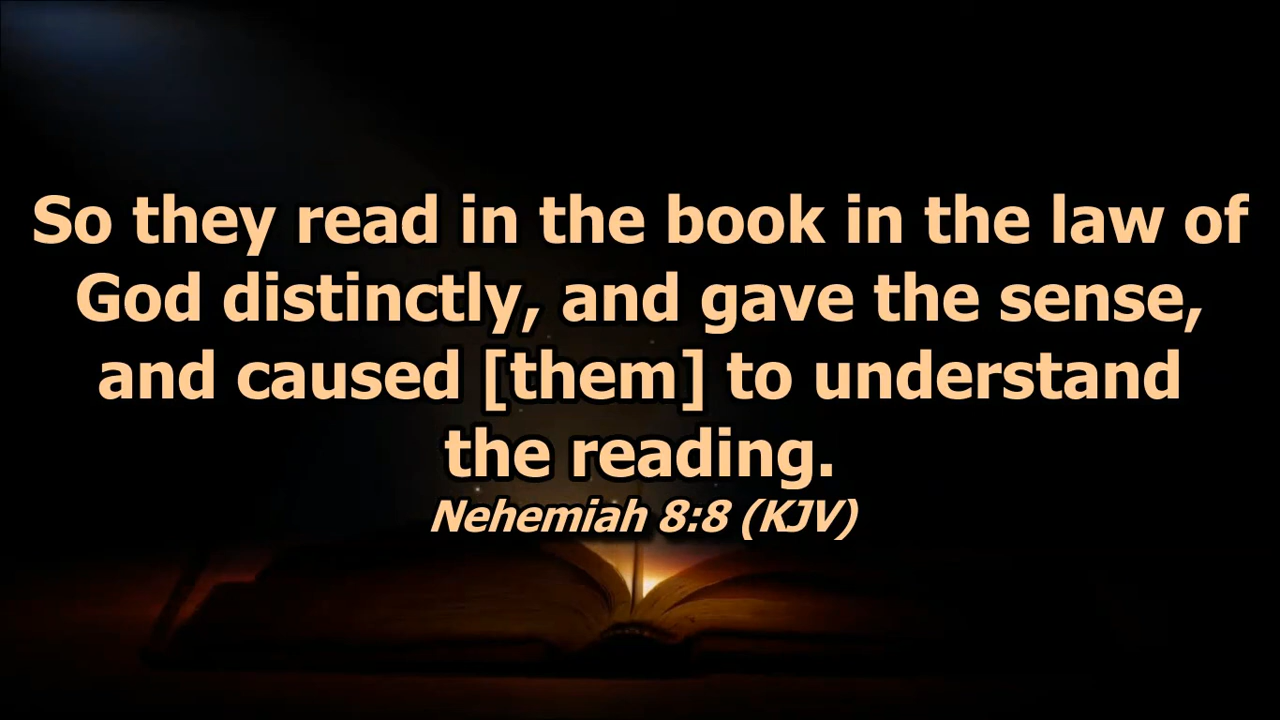 So they read in the book in the law of
God distinctly, and gave the sense,
and caused [them] to understand
the reading.
Nehemiah 8:8 (KJV)